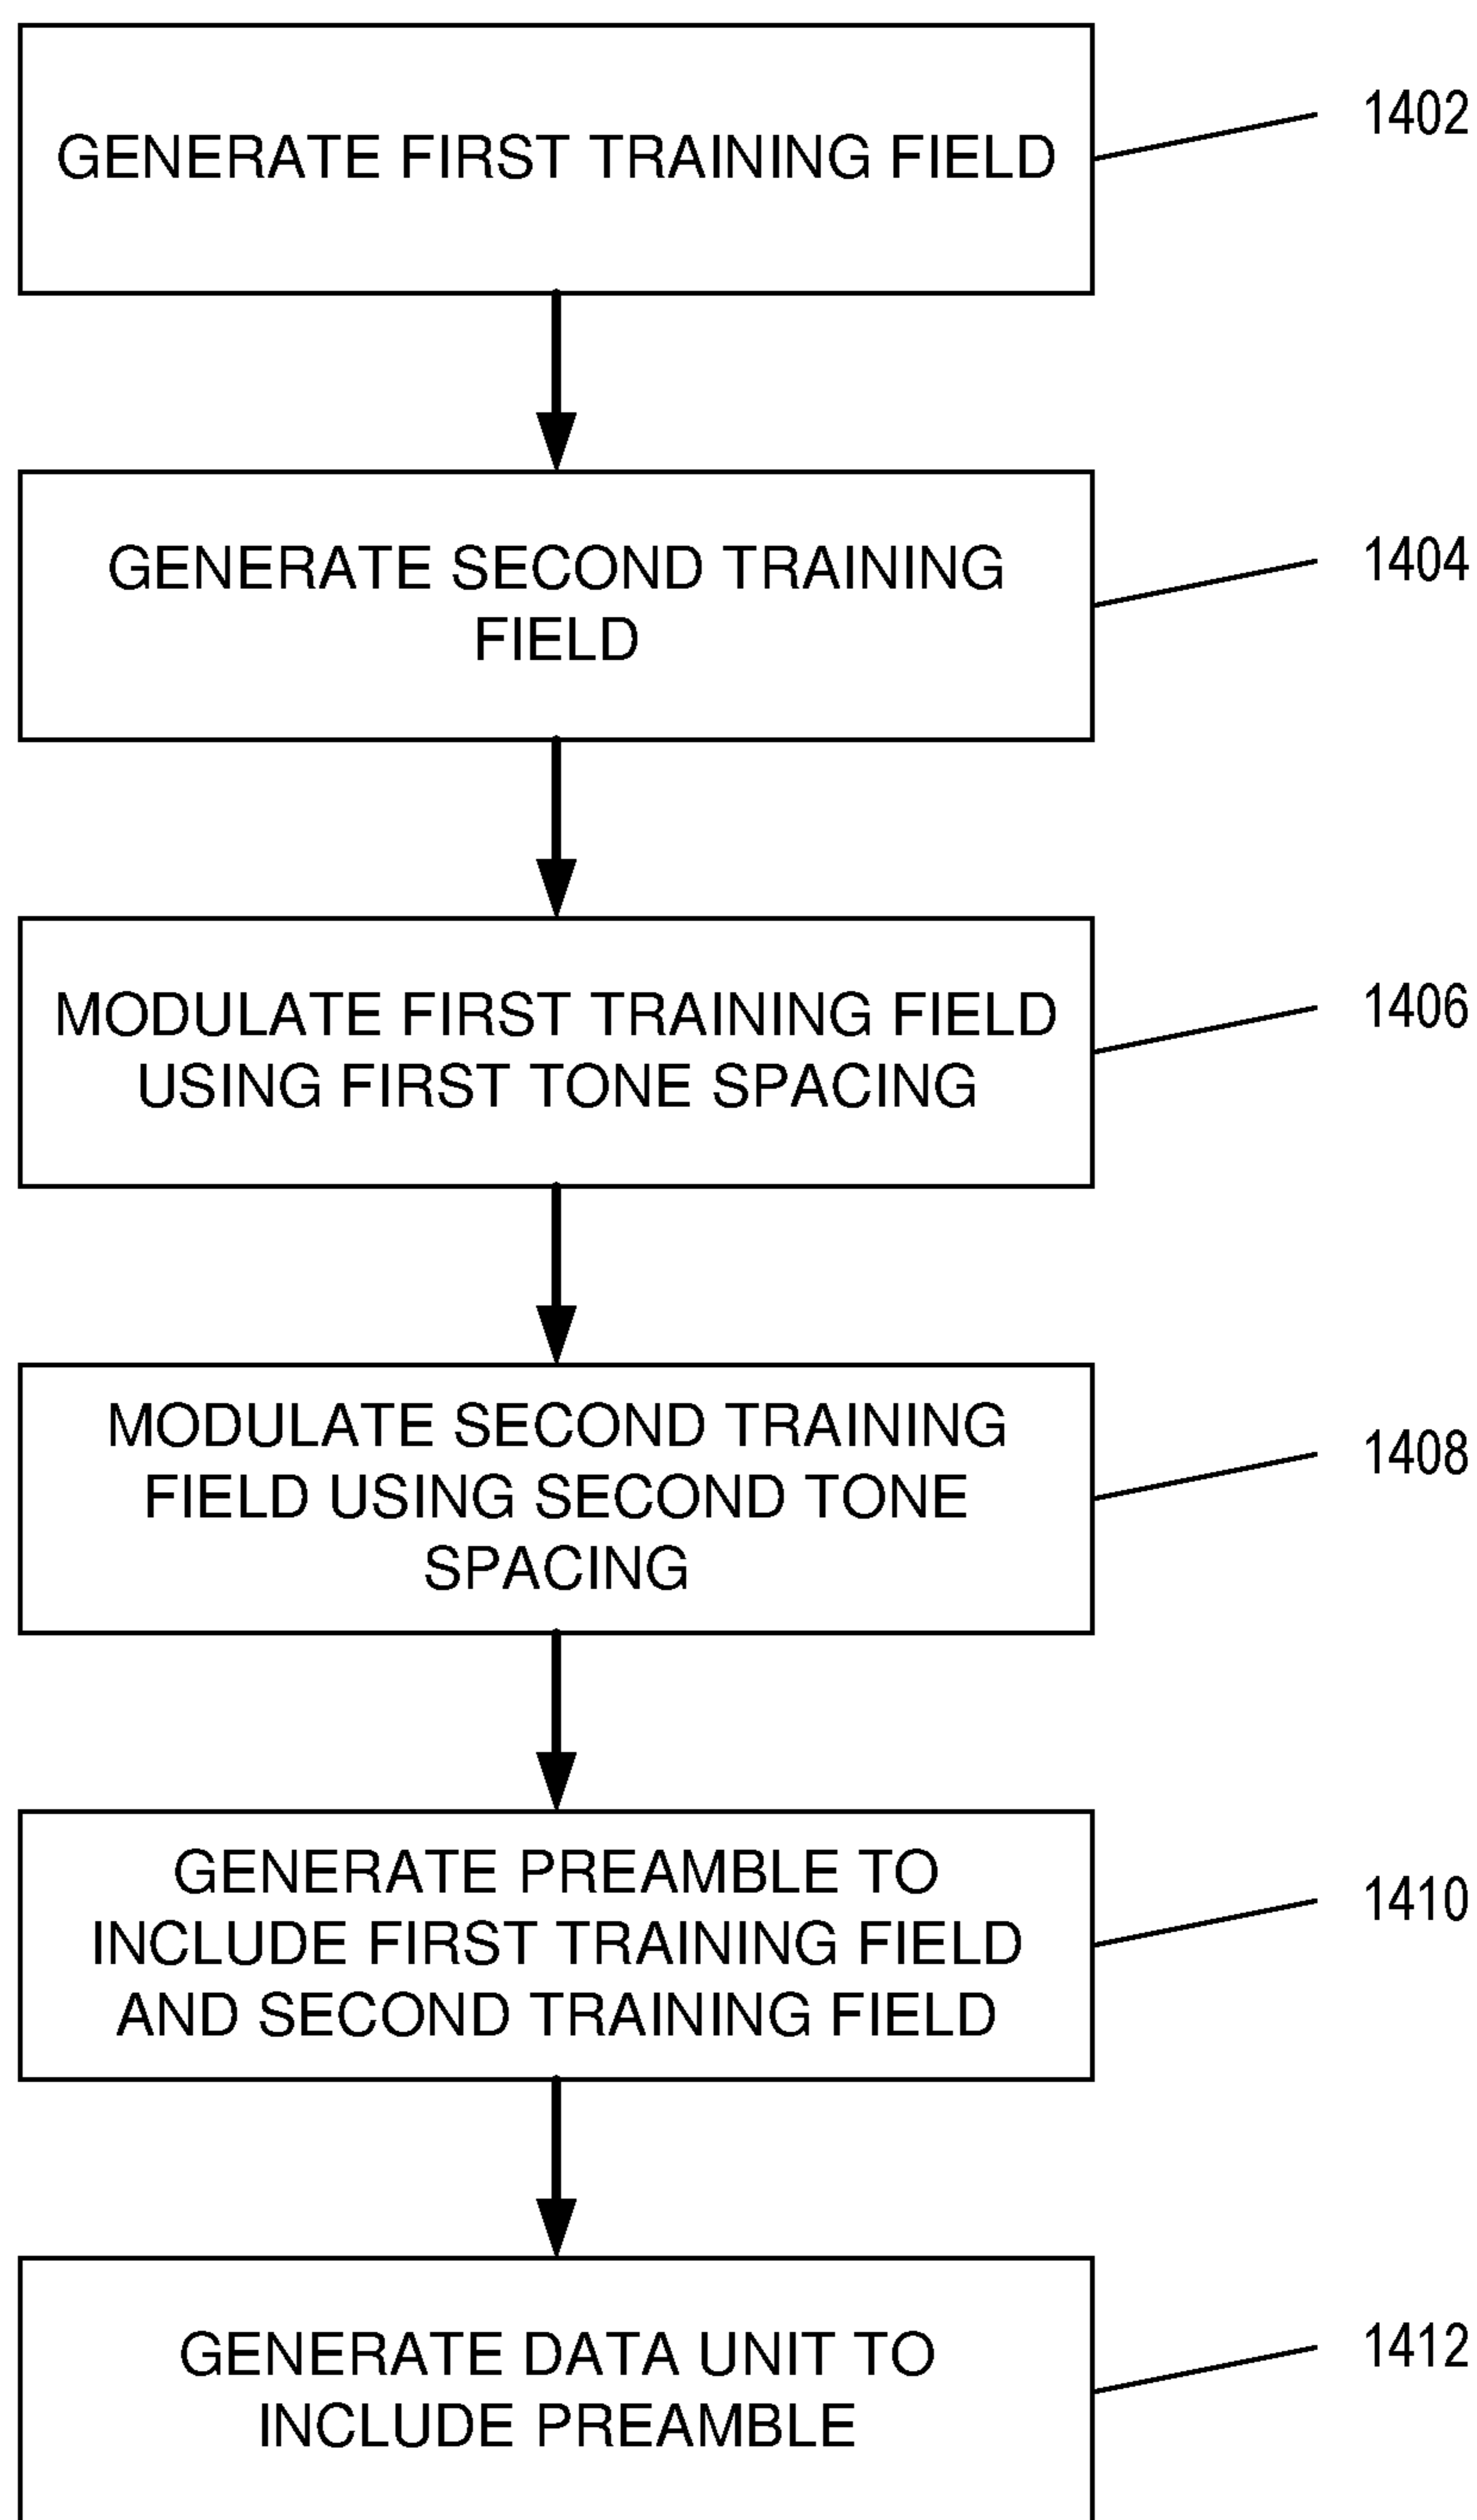 GENERATE FIRST TRAINING FIELD
1402
GENERATE SECOND TRAINING
FIELD
1404
MODULATE FIRST TRAINING FIELD
USING FIRST TONE SPACING
1406
MODULATE SECOND TRAINING
FIELD USING SECOND TONE
SPACING
1408
GENERATE PREAMBLE TO
INCLUDE FIRST TRAINING FIELD
AND SECOND TRAINING FIELD
1410
GENERATE DATA UNIT TO
INCLUDE PREAMBLE
1412